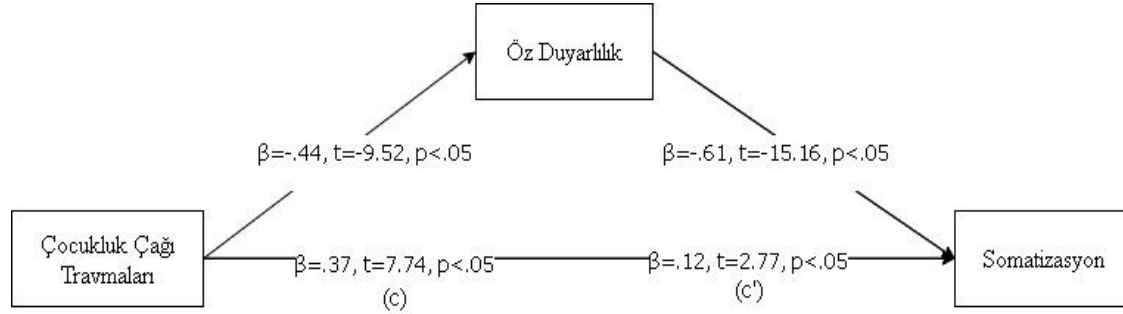 Öz Duyarlılık
β=-.44, t=-9.52, p<.05
β=-.61, t=-15.16, p<.05
Çocukluk Çağı
Travmaları
β=.37, t=7.74, p<.05
(c)
β=.12, t=2.77, p<.05
(c')
Somatizasyon